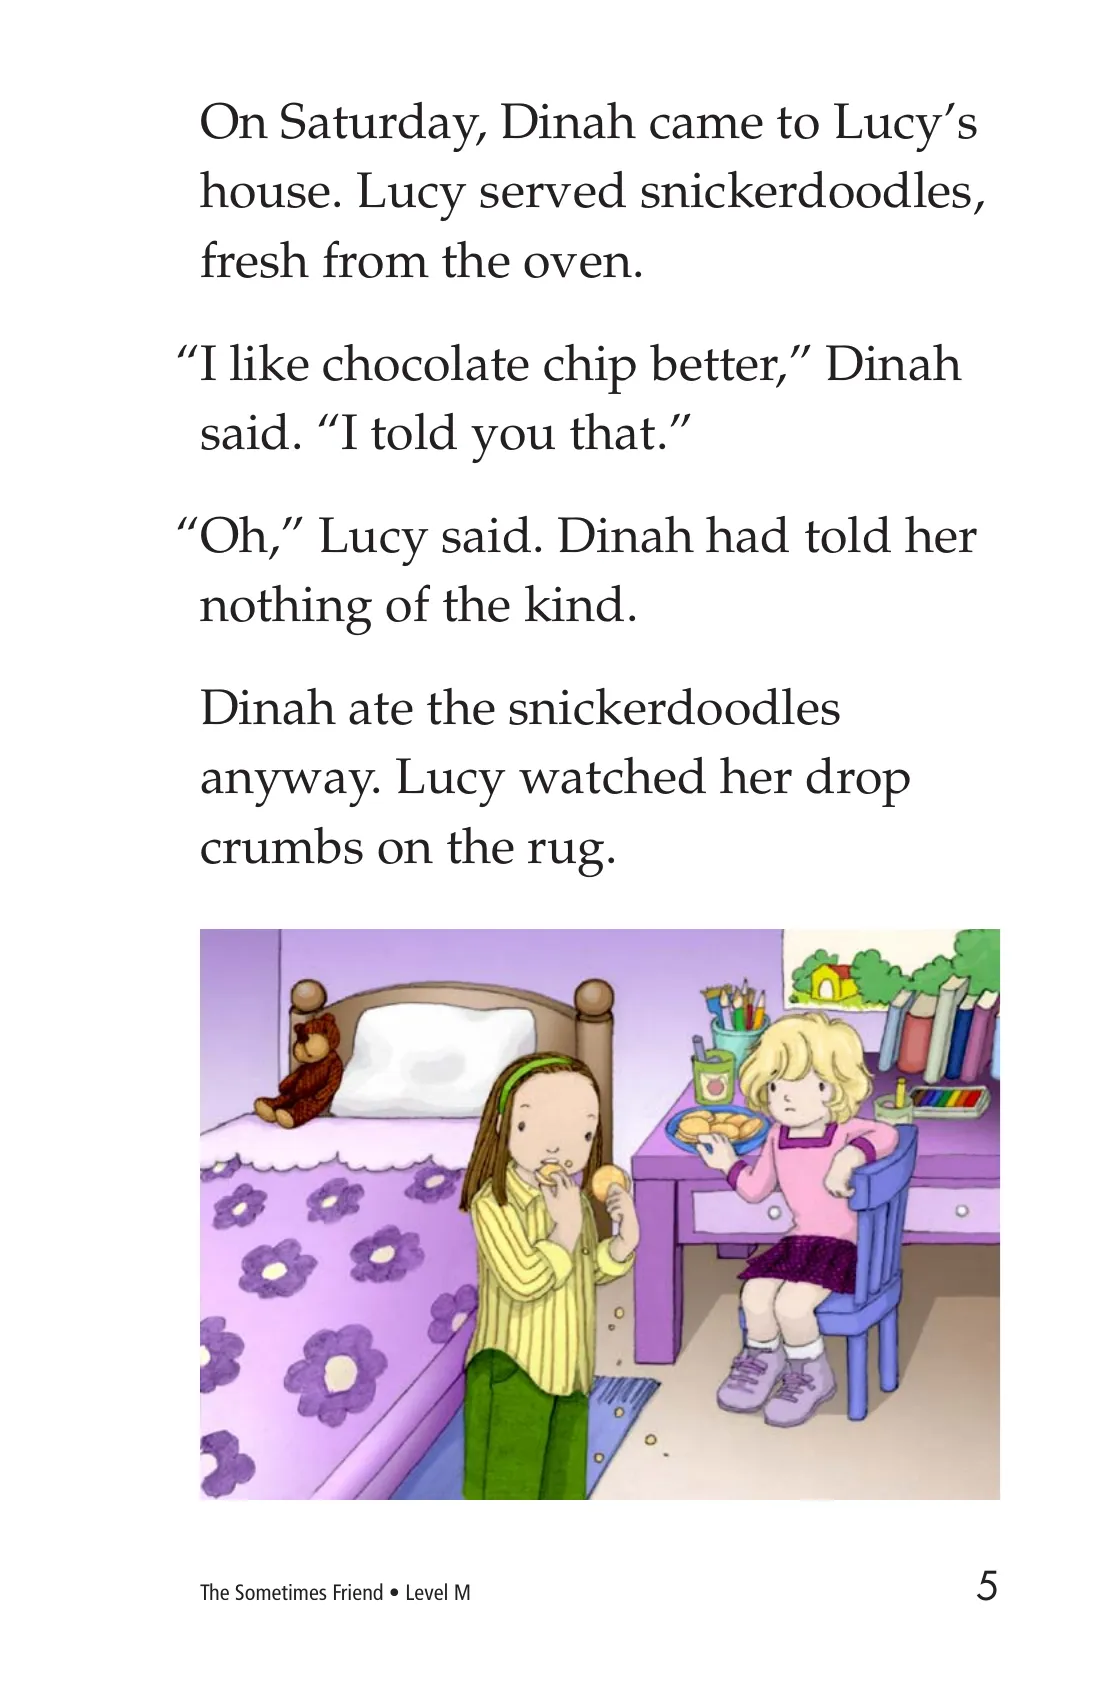 On Saturday, Dinah came to Lucy’s
house. Lucy served snickerdoodles,
fresh from the oven.
“I like chocolate chip better,” Dinah
said. “I told you that.”
“Oh,” Lucy said. Dinah had told her
nothing of the kind.
Dinah ate the snickerdoodles
anyway. Lucy watched her drop
crumbs on the rug.
The Sometimes Friend • Level M
5